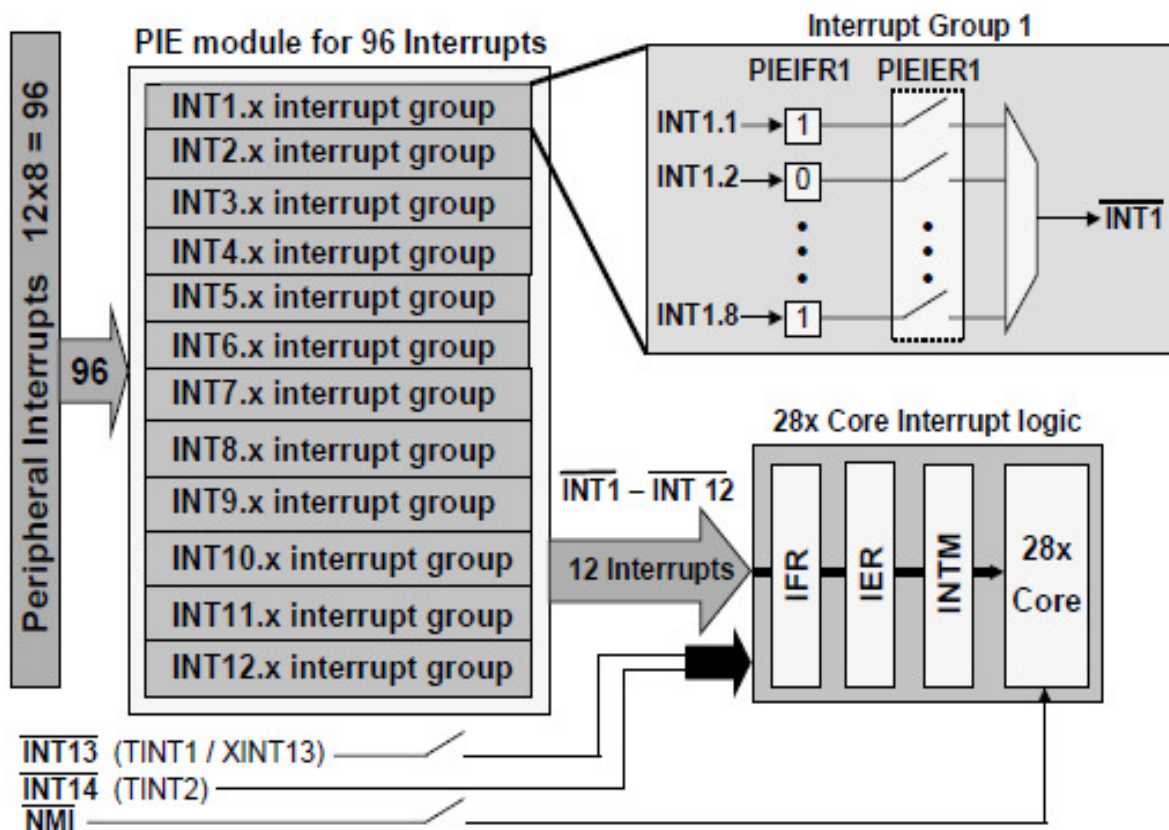 Peripheral Interrupts 12x8 = 96
96
PIE module for 96 Interrupts
INT1.x interrupt group
INT2.x interrupt group
INT3.x interrupt group
INT4.x interrupt group
INT5.x interrupt group
INT6.x interrupt group
INT7.x interrupt group
INT8.x interrupt group
INT9.x interrupt group
INT10.x interrupt group
INT11.x interrupt group
INT12.x interrupt group
Interrupt Group 1
PIEIFR1 PIEIER1
INT1.1 1
INT1.2 0
INT1.8 1
INT1
28x Core Interrupt logic
INT1 – INT 12
12 Interrupts
IFR
IER
INTM
28x
Core
INT13 (TINT1 / XINT13)
INT14 (TINT2)
NMI